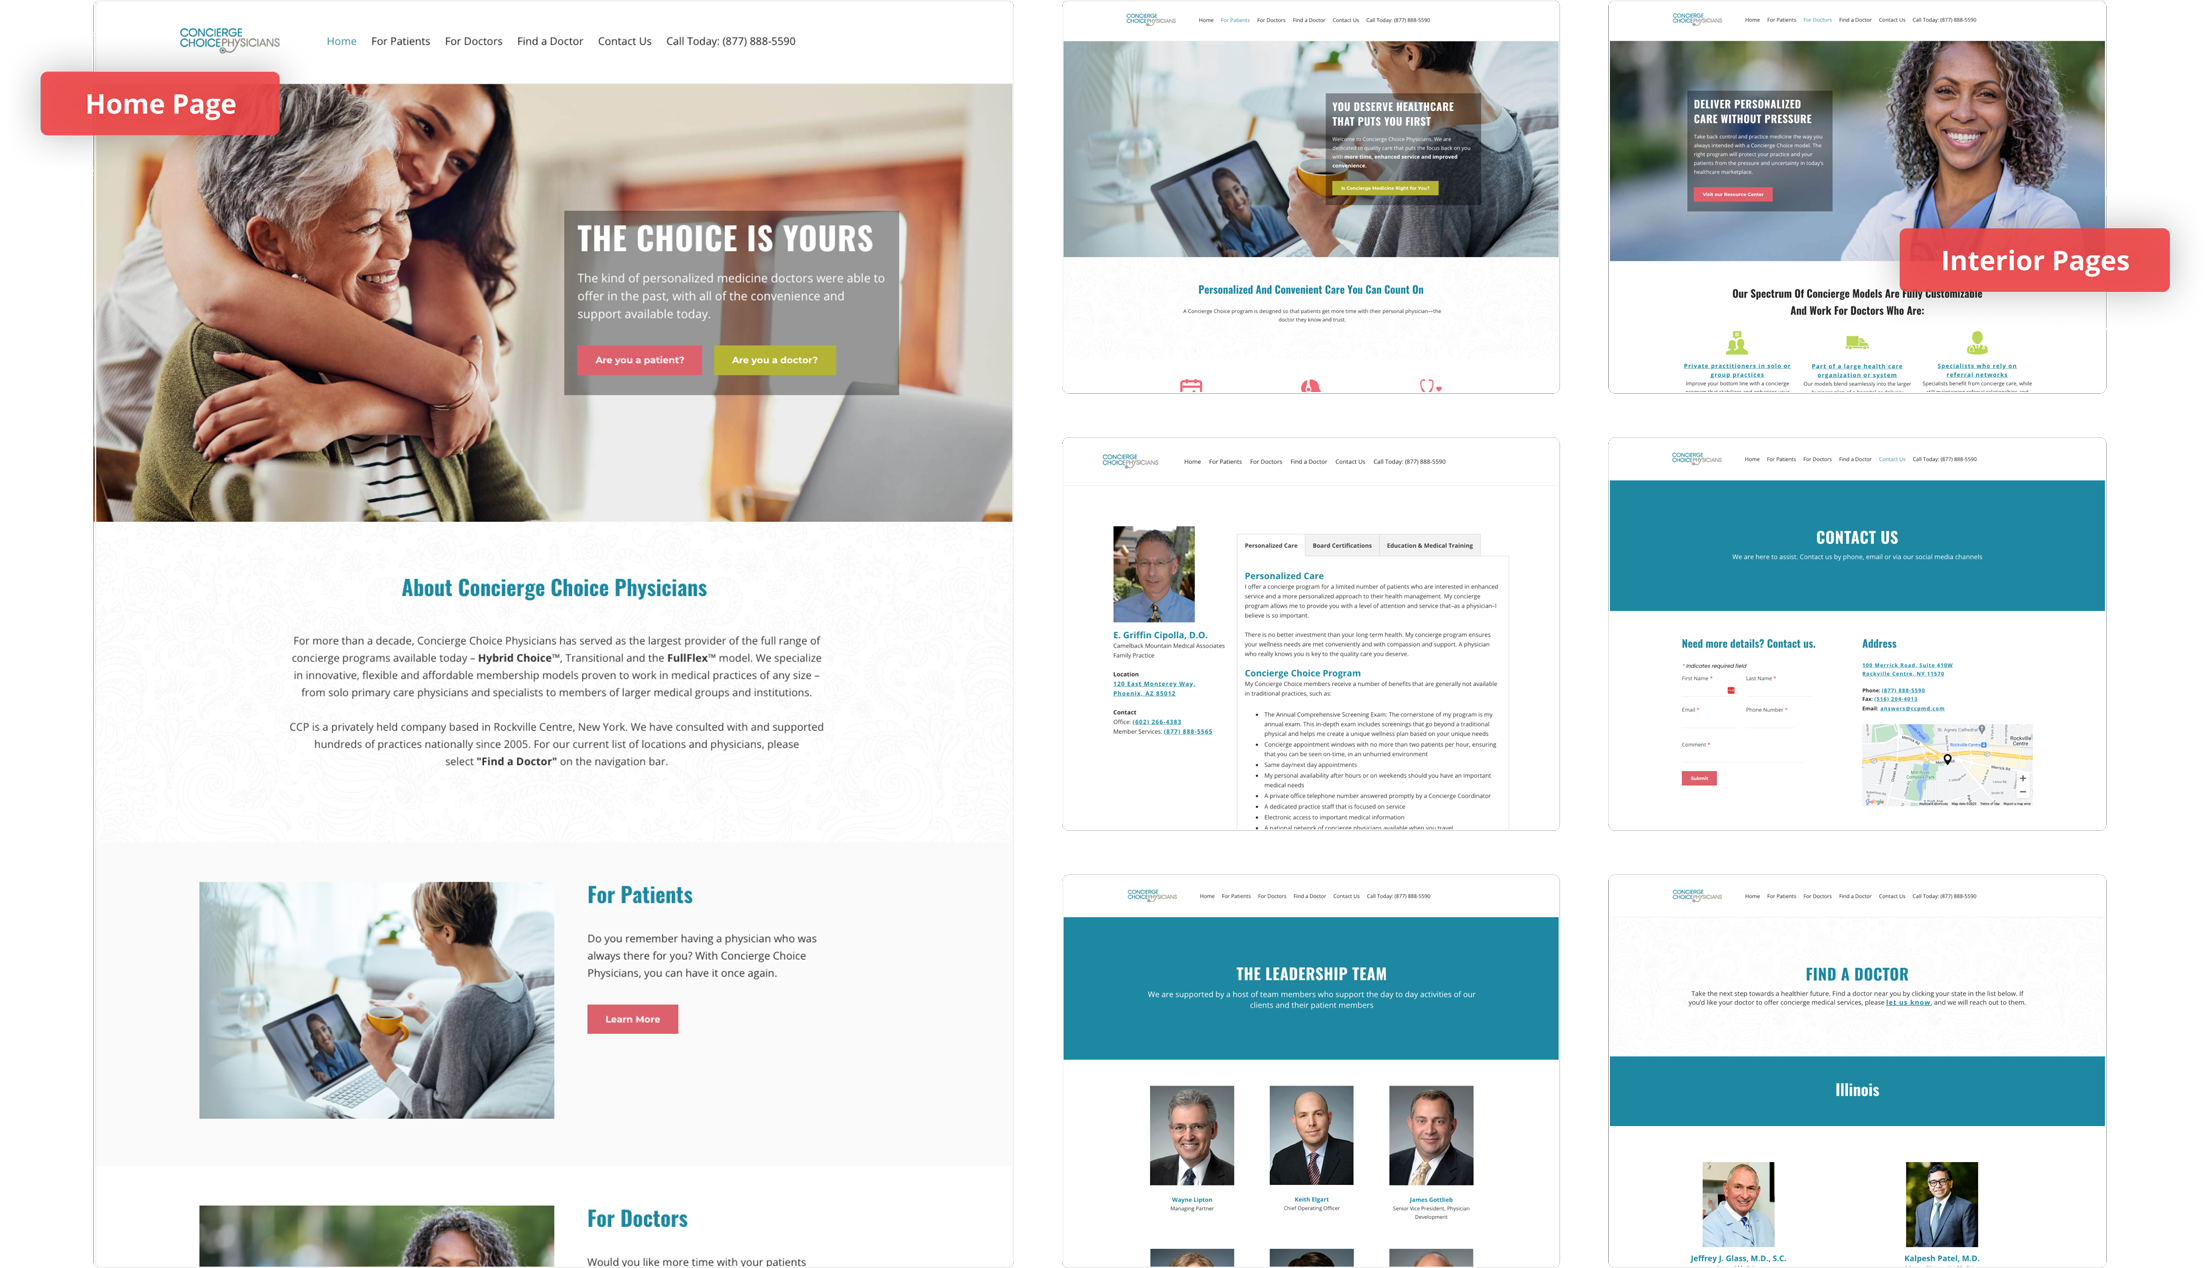 CONCIERGE
CHOICEPHYSICIANS
Home For Patients For Doctors Find a Doctor Contact Us Call Today: (877) 888-5590
Home Page
THE CHOICE IS YOURS
The kind of personalized medicine doctors were able to
offer in the past, with all of the convenience and
support available today.
Are you a patient? Are you a doctor?
About Concierge Choice Physicians
For more than a decade, Concierge Choice Physicians has served as the largest provider of the full range of
concierge programs available today – Hybrid Choice™, Transitional and the FullFlex™ model. We specialize
in innovative, flexible and affordable membership models proven to work in medical practices of any size –
from solo primary care physicians and specialists to members of larger medical groups and institutions.
CCP is a privately held company based in Rockville Centre, New York. We have consulted with and supported
hundreds of practices nationally since 2005. For our current list of locations and physicians, please
select "Find a Doctor" on the navigation bar.
For Patients
Do you remember having a physician who was
always there for you? With Concierge Choice
Physicians, you can have it once again.
Learn More
For Doctors
Would you like more time with your patients
CONCIERGE
CHOICEPHYSICIANS
Home For Patients For Doctors Find a Doctor Contact Us Call Today: (877) 888-5590
YOU DESERVE HEALTHCARE
THAT PUTS YOU FIRST
Welcome to Concierge Choice Physicians. We are
dedicated to quality care that puts the focus back on you
with more time, enhanced service and improved
convenience.
Is Concierge Medicine Right for You?
Personalized And Convenient Care You Can Count On
A Concierge Choice program is designed so that patients get more time with their personal physician—the
doctor they know and trust.
CONCIERGE
CHOICEPHYSICIANS
Home For Patients For Doctors Find a Doctor Contact Us Call Today: (877) 888-5590
DELIVER PERSONALIZED
CARE WITHOUT PRESSURE
Take back control and practice medicine the way you
always intended with a Concierge Choice model. The
right program will protect your practice and your
patients from the pressure and uncertainty in today's
healthcare marketplace.
Visit our Resource Center
Interior Pages
Our Spectrum Of Concierge Models Are Fully Customizable
And Work For Doctors Who Are:
Private practitioners in solo or
group practices
Improve your bottom line with a concierge
Part of a large health care
organization or system
Our models blend seamlessly into the larger
Specialists who rely on
referral networks
Specialists benefit from concierge care, while
CONCIERGE
CHOICEPHYSICIANS
Home For Patients For Doctors Find a Doctor Contact Us Call Today: (877) 888-5590
E. Griffin Cipolla, D.O.
Camelback Mountain Medical Associates
Family Practice
Location
120 East Monterey Way,
Phoenix, AZ 85012
Contact
Office: (602) 266-4383
Member Services: (877) 888-5565
Personalized Care Board Certifications Education & Medical Training
Personalized Care
I offer a concierge program for a limited number of patients who are interested in enhanced
service and a more personalized approach to their health management. My concierge
program allows me to provide you with a level of attention and service that–as a physician–I
believe is so important.
There is no better investment than your long-term health. My concierge program ensures
your wellness needs are met conveniently and with compassion and support. A physician
who really knows you is key to the quality care you deserve.
Concierge Choice Program
My Concierge Choice members receive a number of benefits that are generally not available
in traditional practices, such as:
• The Annual Comprehensive Screening Exam: The cornerstone of my program is my
annual exam. This in-depth exam includes screenings that go beyond a traditional
physical and helps me create a unique wellness plan based on your unique needs
• Concierge appointment windows with no more than two patients per hour, ensuring
that you can be seen on-time, in an unhurried environment
• Same day/next day appointments
• My personal availability after hours or on weekends should you have an important
medical needs
• A private office telephone number answered promptly by a Concierge Coordinator
• A dedicated practice staff that is focused on service
• Electronic access to important medical information
• A national network of concierge physicians available when you travel
CONCIERGE
CHOICEPHYSICIANS
Home For Patients For Doctors Find a Doctor Contact Us Call Today: (877) 888-5590
CONTACT US
We are here to assist. Contact us by phone, email or via our social media channels
Need more details? Contact us.
* indicates required field
First Name * Last Name *
Email * Phone Number *
Comment *
Submit
Address
100 Merrick Road, Suite 410W
Rockville Centre, NY 11570
Phone: (877) 888-5590
Fax: (516) 204-4013
Email: answers@ccpmd.com
St. Agnes Cathedral
Rockville Centre
Rockville
Centre
Merrick Rd
Google
CONCIERGE
CHOICEPHYSICIANS
Home For Patients For Doctors Find a Doctor Contact Us Call Today: (877) 888-5590
THE LEADERSHIP TEAM
We are supported by a host of team members who support the day to day activities of our
clients and their patient members
Wayne Lipton
Managing Partner
Keith Elgart
Chief Operating Officer
James Gottlieb
Senior Vice President, Physician
Development
CONCIERGE
CHOICEPHYSICIANS
Home For Patients For Doctors Find a Doctor Contact Us Call Today: (877) 888-5590
FIND A DOCTOR
Take the next step towards a healthier future. Find a doctor near you by clicking your state in the list below. If
you'd like your doctor to offer concierge medical services, please let us know, and we will reach out to them.
Illinois
Jeffrey J. Glass, M.D., S.C.
Kalpesh Patel, M.D.